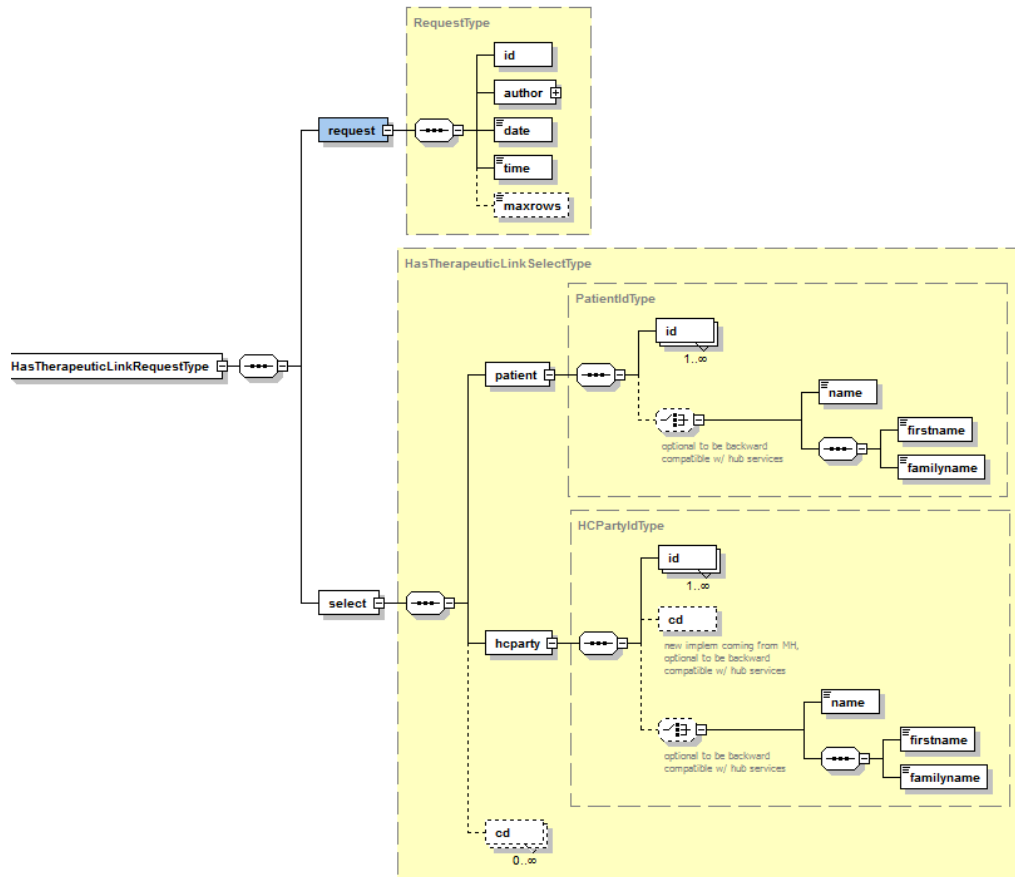 RequestType
id
author
request
date
time
maxrows
HasTherapeuticLinkSelectType
PatientIdType
id
1..∞
HasTherapeuticLinkRequestType
patient
name
optional to be backward
compatible w/ hub services
firstname
familyname
HCPartyIdType
id
1..∞
select
cd
new implem coming from MH,
optional to be backward
compatible w/ hub services
hcparty
name
optional to be backward
compatible w/ hub services
firstname
familyname
cd
0..∞